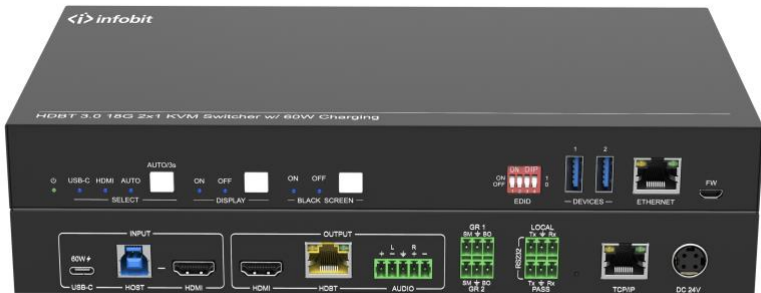 <i> infobit
HDBT 3.0 18G 2x1 KVM Switcher w/ 60W Charging
AUTO/3s
USB-C HDMI AUTO
SELECT
ON OFF
DISPLAY
ON OFF
BLACK SCREEN
ON DIP
ON
OFF
1
0
EDID
1 2
DEVICES
ETHERNET
FW
INPUT
60W
USB-C
HOST
HDMI
OUTPUT
HDMI
HDBT
L R
+ − + −
AUDIO
GR 1
SM BO
SM BO
GR 2
RS232
LOCAL
Tx Rx
Tx Rx
PASS
TCP/IP
DC 24V